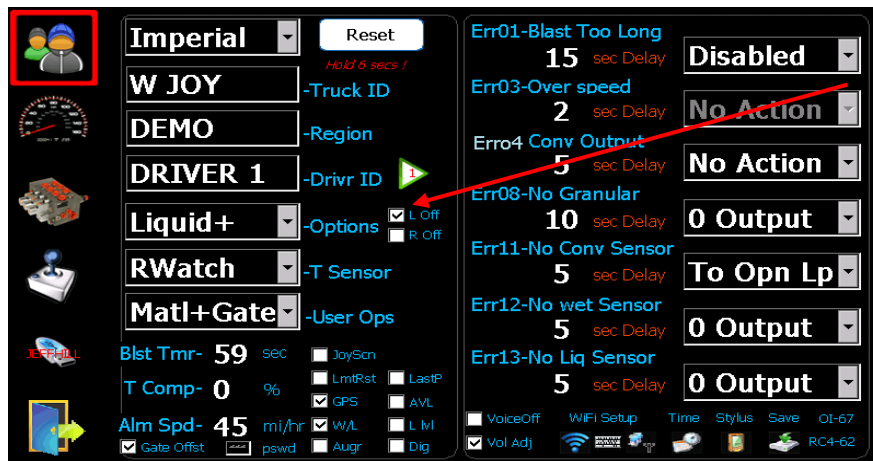 Imperial
Reset
Hold 6 secs !
W JOY -Truck ID
DEMO -Region
DRIVER 1 -Drivr ID 1
Liquid+ -Options L Off
R Off
RWatch -T Sensor
Matl+Gate -User Ops
JEFFHILL
Blst Tmr- 59 sec JoyScn
T Comp- 0 % LmtRst LastP
GPS AVL
Alm Spd- 45 mi/hr W/L L lvl
Gate Offst pswd Augr Dig
Err01-Blast Too Long
15 sec Delay Disabled
Err03-Over speed
2 sec Delay No Action
Erro4 Conv Output
5 sec Delay No Action
Err08-No Granular
10 sec Delay 0 Output
Err11-No Conv Sensor
5 sec Delay To Opn Lp
Err12-No wet Sensor
5 sec Delay 0 Output
Err13-No Liq Sensor
5 sec Delay 0 Output
VoiceOff WiFi Setup Time Stylus Save OI-67
Vol Adj RC4-62